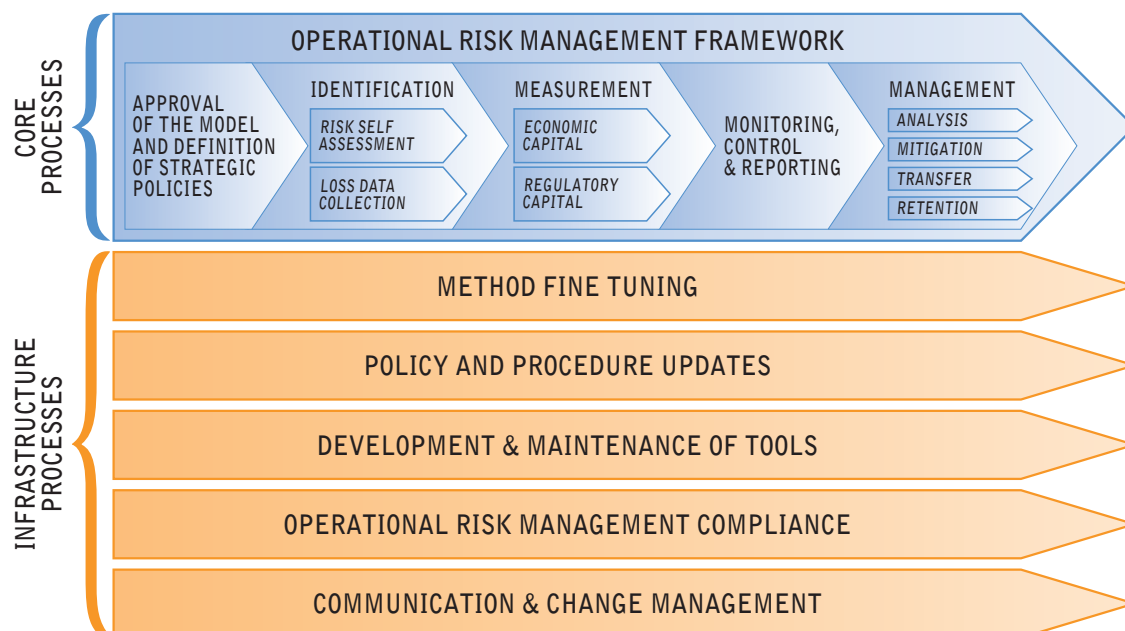 CORE
PROCESSES
OPERATIONAL RISK MANAGEMENT FRAMEWORK
APPROVAL
OF THE MODEL
AND DEFINITION
OF STRATEGIC
POLICIES
IDENTIFICATION
RISK SELF
ASSESSMENT
LOSS DATA
COLLECTION
MEASUREMENT
ECONOMIC
CAPITAL
REGULATORY
CAPITAL
MONITORING,
CONTROL
& REPORTING
MANAGEMENT
ANALYSIS
MITIGATION
TRANSFER
RETENTION
INFRASTRUCTURE
PROCESSES
METHOD FINE TUNING
POLICY AND PROCEDURE UPDATES
DEVELOPMENT & MAINTENANCE OF TOOLS
OPERATIONAL RISK MANAGEMENT COMPLIANCE
COMMUNICATION & CHANGE MANAGEMENT